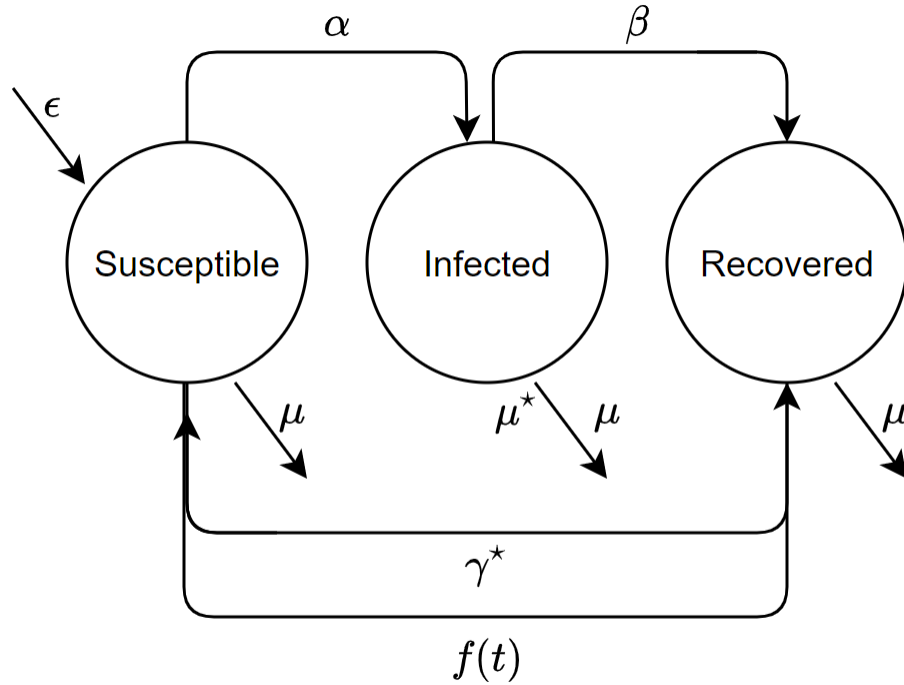 α β
ϵ
Susceptible Infected Recovered
μ μ⋆ μ μ
γ⋆
f(t)